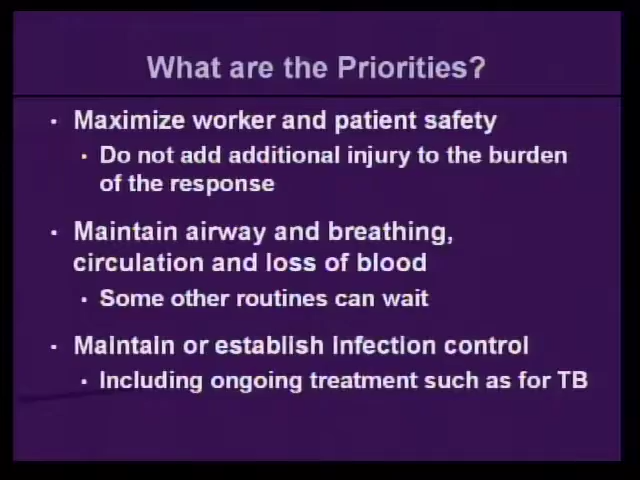 What are the Priorities?
• Maximize worker and patient safety
• Do not add additional injury to the burden
of the response
• Maintain airway and breathing,
circulation and loss of blood
• Some other routines can wait
• Maintain or establish infection control
• Including ongoing treatment such as for TB